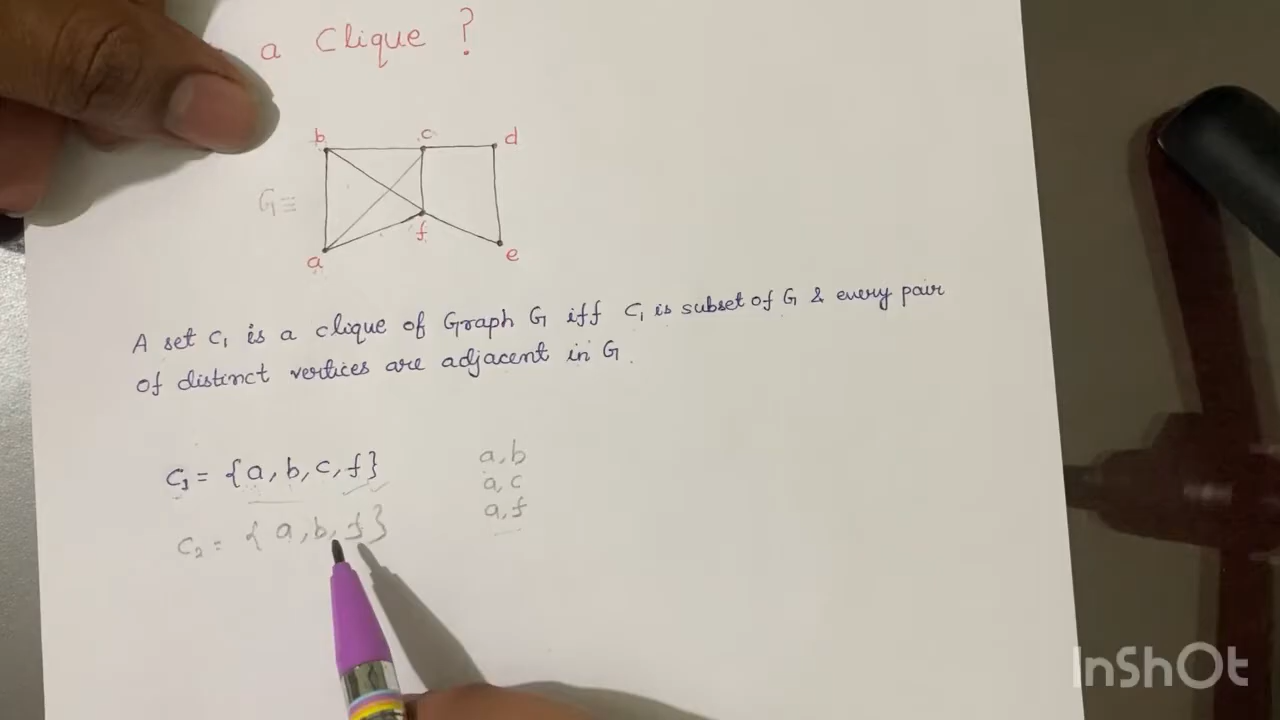 a Clique ?
b c d
G ≡
f
a e
A set C₁ is a clique of Graph G iff C₁ is subset of G & every pair
of distinct vertices are adjacent in G.
C₁ = {a, b, c, f}
a, b
a, c
C₂ = { a, b, f }
a, f
InShOt